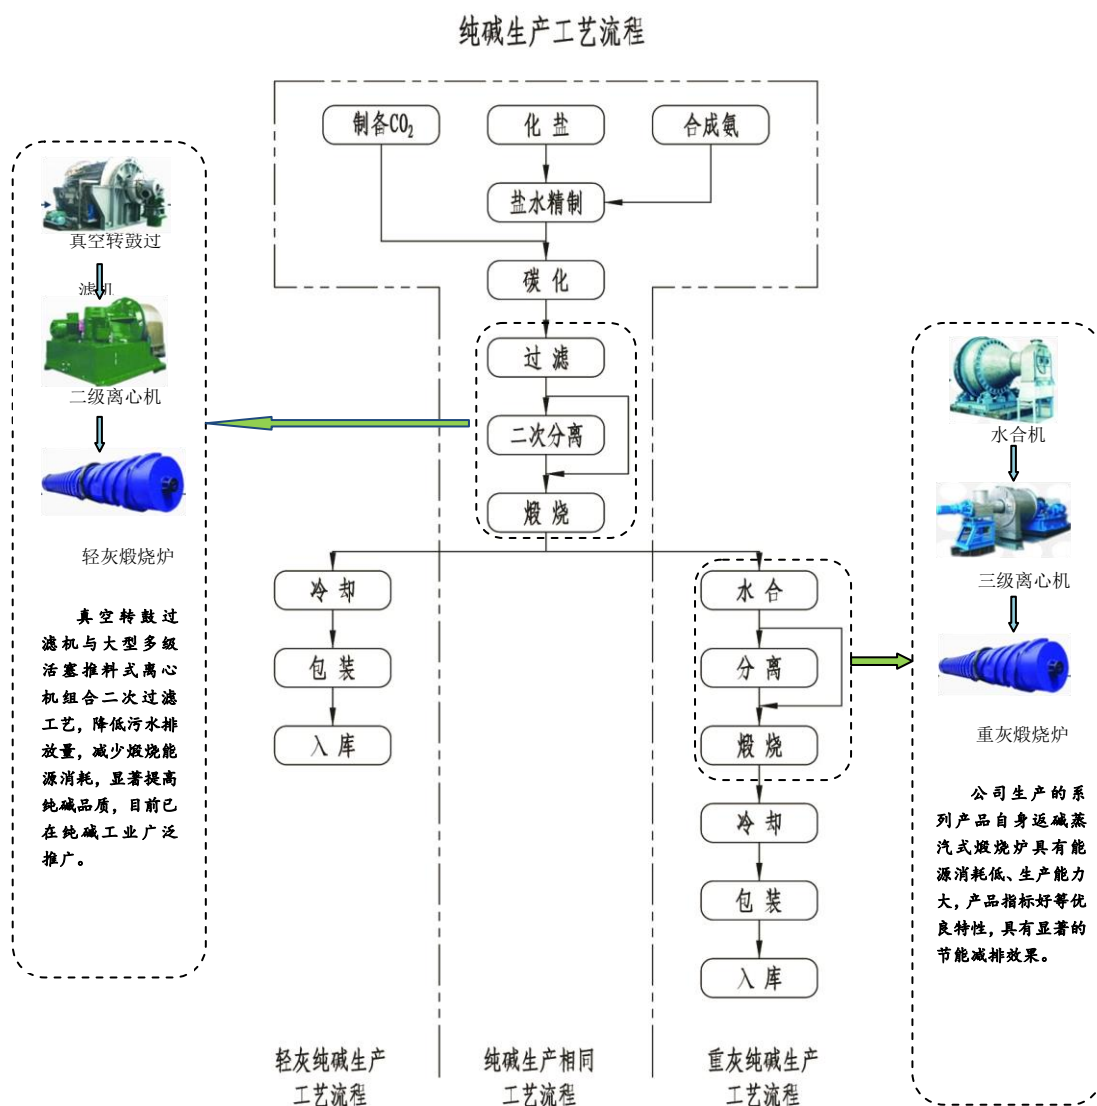 纯碱生产工艺流程
制备CO₂
化盐
合成氨
盐水精制
碳化
过滤
二次分离
煅烧
冷却
包装
入库
水合
分离
煅烧
冷却
包装
入库
轻灰纯碱生产
工艺流程
纯碱生产相同
工艺流程
重灰纯碱生产
工艺流程
真空转鼓过
滤机
二级离心机
轻灰煅烧炉
真空转鼓过
滤机与大型多级
活塞推料式离心
机组合二次过滤
工艺，降低污水排
放量，减少煅烧能
源消耗，显著提高
纯碱品质，目前已
在纯碱工业广泛
推广。
水合机
三级离心机
重灰煅烧炉
公司生产的系
列产品自身返碱蒸
汽式煅烧炉具有能
源消耗低、生产能力
大，产品指标好等优
良特性，具有显著的
节能减排效果。